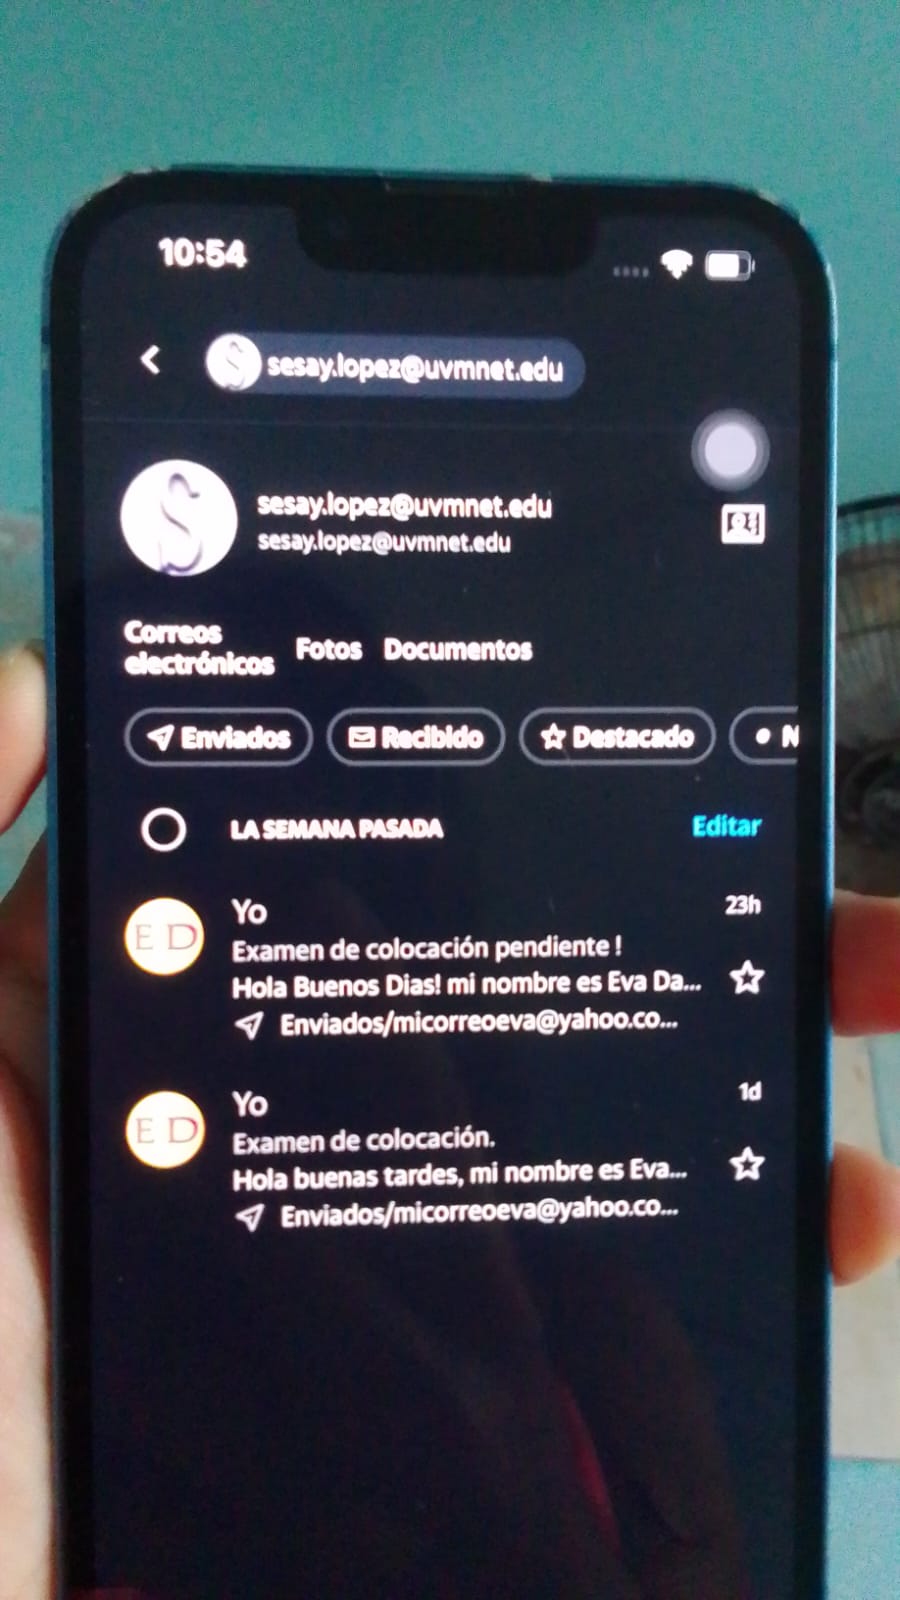 10:54
sesay.lopez@uvmnet.edu
sesay.lopez@uvmnet.edu
sesay.lopez@uvmnet.edu
Correos
electrónicos
Fotos
Documentos
Enviados
Recibido
Destacado
N
LA SEMANA PASADA
Editar
E D
Yo
23h
Examen de colocación pendiente !
Hola Buenos Dias! mi nombre es Eva Da...
Enviados/micorreoeva@yahoo.co...
E D
Yo
1d
Examen de colocación.
Hola buenas tardes, mi nombre es Eva...
Enviados/micorreoeva@yahoo.co...